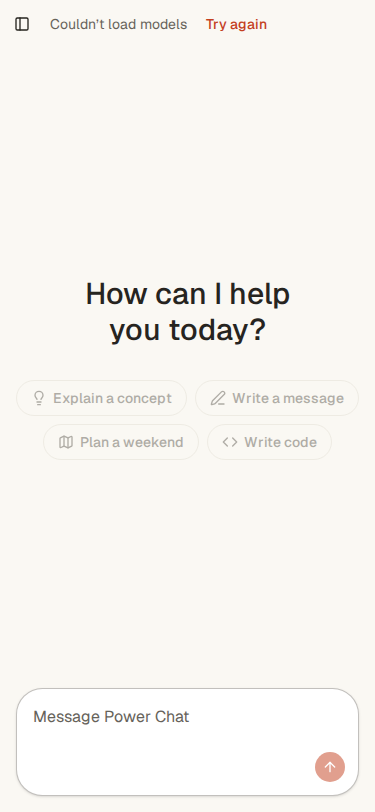 Couldn't load models Try again
How can I help
you today?
Explain a concept Write a message
Plan a weekend Write code
Message Power Chat